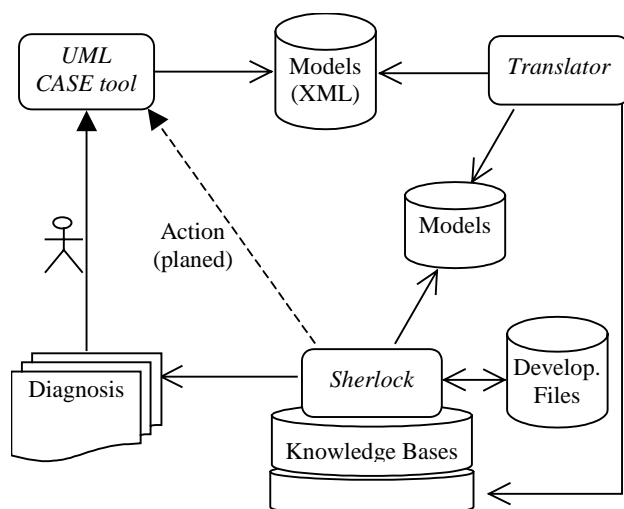 UML
CASE tool
Models
(XML)
Translator
Action
(planed)
Models
Diagnosis
Sherlock
Develop.
Files
Knowledge Bases